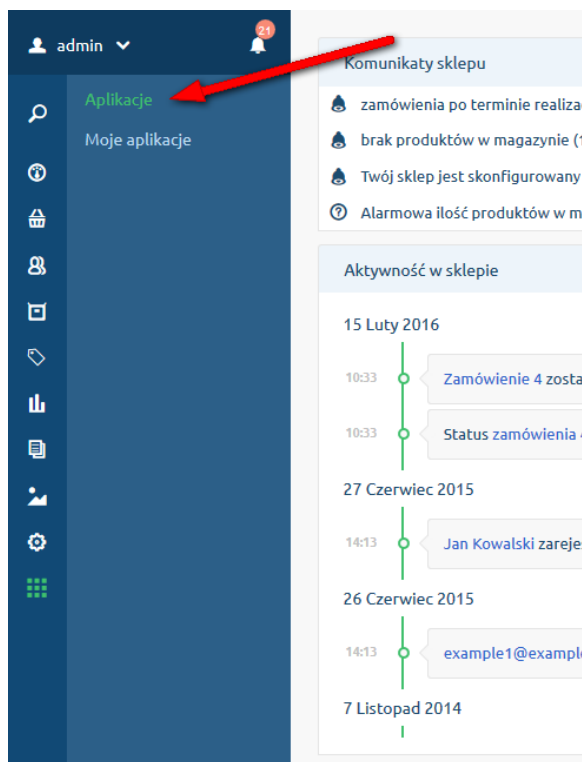 admin
21
Aplikacje
Moje aplikacje
Komunikaty sklepu
zamówienia po terminie realiza
brak produktów w magazynie (1
Twój sklep jest skonfigurowany
Alarmowa ilość produktów w m
Aktywność w sklepie
15 Luty 2016
10:33 Zamówienie 4 zosta
10:33 Status zamówienia 4
27 Czerwiec 2015
14:13 Jan Kowalski zareje
26 Czerwiec 2015
14:13 example1@example
7 Listopad 2014